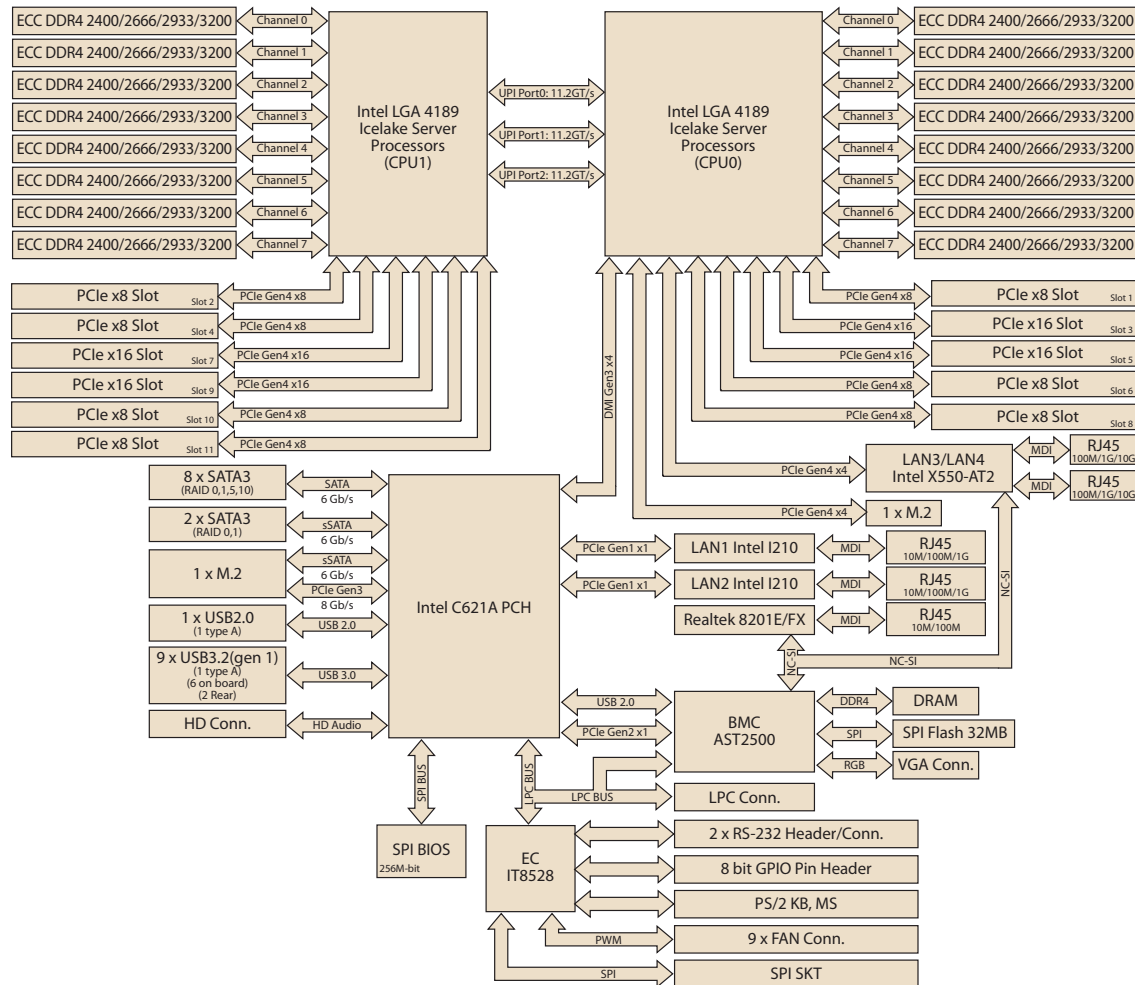 ECC DDR4 2400/2666/2933/3200
Channel 0
ECC DDR4 2400/2666/2933/3200
Channel 1
ECC DDR4 2400/2666/2933/3200
Channel 2
ECC DDR4 2400/2666/2933/3200
Channel 3
ECC DDR4 2400/2666/2933/3200
Channel 4
ECC DDR4 2400/2666/2933/3200
Channel 5
ECC DDR4 2400/2666/2933/3200
Channel 6
ECC DDR4 2400/2666/2933/3200
Channel 7
Intel LGA 4189
Icelake Server
Processors
(CPU1)
UPI Port0: 11.2GT/s
UPI Port1: 11.2GT/s
UPI Port2: 11.2GT/s
Intel LGA 4189
Icelake Server
Processors
(CPU0)
Channel 0
ECC DDR4 2400/2666/2933/3200
Channel 1
ECC DDR4 2400/2666/2933/3200
Channel 2
ECC DDR4 2400/2666/2933/3200
Channel 3
ECC DDR4 2400/2666/2933/3200
Channel 4
ECC DDR4 2400/2666/2933/3200
Channel 5
ECC DDR4 2400/2666/2933/3200
Channel 6
ECC DDR4 2400/2666/2933/3200
Channel 7
ECC DDR4 2400/2666/2933/3200
PCIe x8 Slot
Slot 2
PCIe Gen4 x8
PCIe x8 Slot
Slot 4
PCIe Gen4 x8
PCIe x16 Slot
Slot 7
PCIe Gen4 x16
PCIe x16 Slot
Slot 9
PCIe Gen4 x16
PCIe x8 Slot
Slot 10
PCIe Gen4 x8
PCIe x8 Slot
Slot 11
PCIe Gen4 x8
DMI Gen3 x4
PCIe Gen4 x8
PCIe x8 Slot
Slot 1
PCIe Gen4 x16
PCIe x16 Slot
Slot 3
PCIe Gen4 x16
PCIe x16 Slot
Slot 5
PCIe Gen4 x8
PCIe x8 Slot
Slot 6
PCIe Gen4 x8
PCIe x8 Slot
Slot 8
PCIe Gen4 x4
LAN3/LAN4
Intel X550-AT2
MDI
RJ45
100M/1G/10G
MDI
RJ45
100M/1G/10G
PCIe Gen4 x4
1 x M.2
8 x SATA3
(RAID 0,1,5,10)
SATA
6 Gb/s
2 x SATA3
(RAID 0,1)
sSATA
6 Gb/s
1 x M.2
sSATA
6 Gb/s
PCIe Gen3
8 Gb/s
1 x USB2.0
(1 type A)
USB 2.0
9 x USB3.2(gen 1)
(1 type A)
(6 on board)
(2 Rear)
USB 3.0
HD Conn.
HD Audio
Intel C621A PCH
PCIe Gen1 x1
LAN1 Intel I210
MDI
RJ45
10M/100M/1G
PCIe Gen1 x1
LAN2 Intel I210
MDI
RJ45
10M/100M/1G
Realtek 8201E/FX
MDI
RJ45
10M/100M
NC-SI
NC-SI
NC-SI
USB 2.0
PCIe Gen2 x1
BMC
AST2500
DDR4
DRAM
SPI
SPI Flash 32MB
RGB
VGA Conn.
SPI BUS
LPC BUS
LPC BUS
LPC Conn.
SPI BIOS
256M-bit
EC
IT8528
2 x RS-232 Header/Conn.
8 bit GPIO Pin Header
PS/2 KB, MS
PWM
9 x FAN Conn.
SPI
SPI SKT